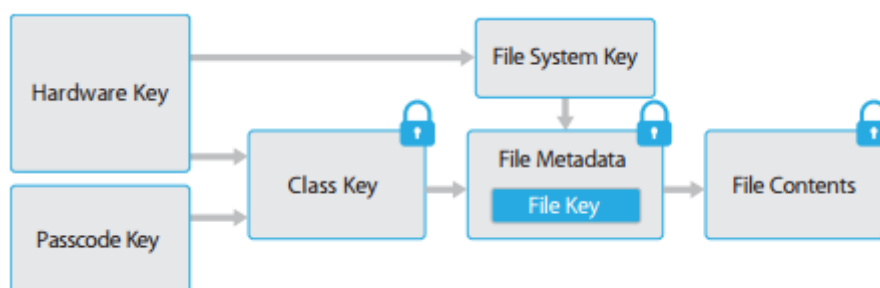 File System Key
Hardware Key
File Metadata
Class Key
File Contents
File Key
Passcode Key